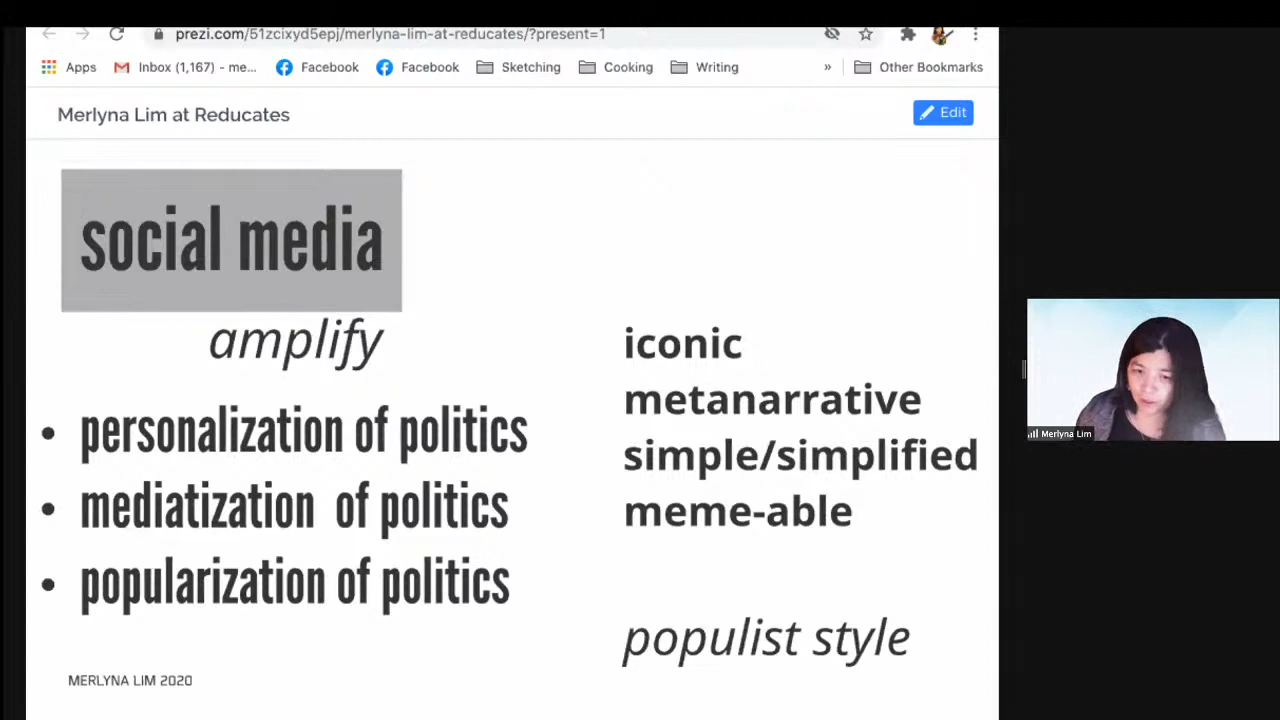 prezi.com/51zcixyd5epj/merlyna-lim-at-reducates/?present=1
Apps Inbox (1,167) - me... Facebook Facebook Sketching Cooking Writing » Other Bookmarks
Merlyna Lim at Reducates
Edit
social media
amplify
• personalization of politics
• mediatization of politics
• popularization of politics
iconic
metanarrative
simple/simplified
meme-able
populist style
MERLYNA LIM 2020
Merlyna Lim